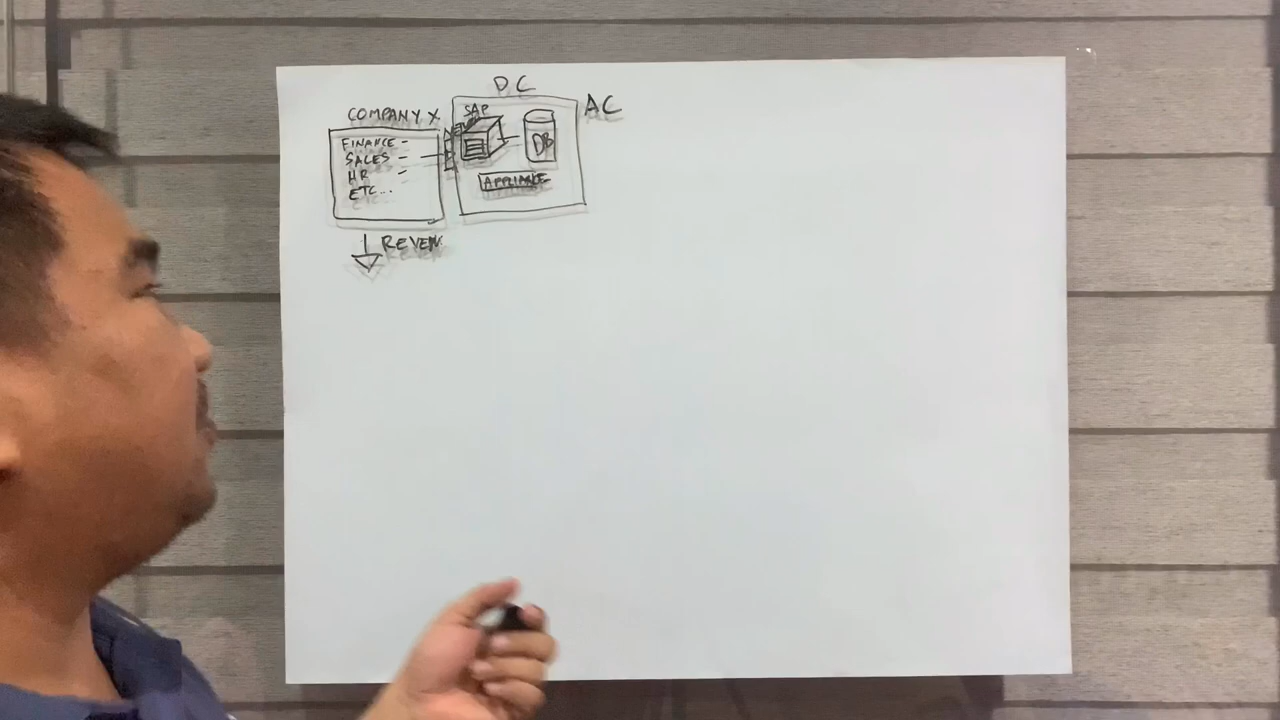 DC
AC
COMPANY X
SAP
FINANCE -
SALES -
HR -
ETC...
DB
APPLIANCE
REVEN